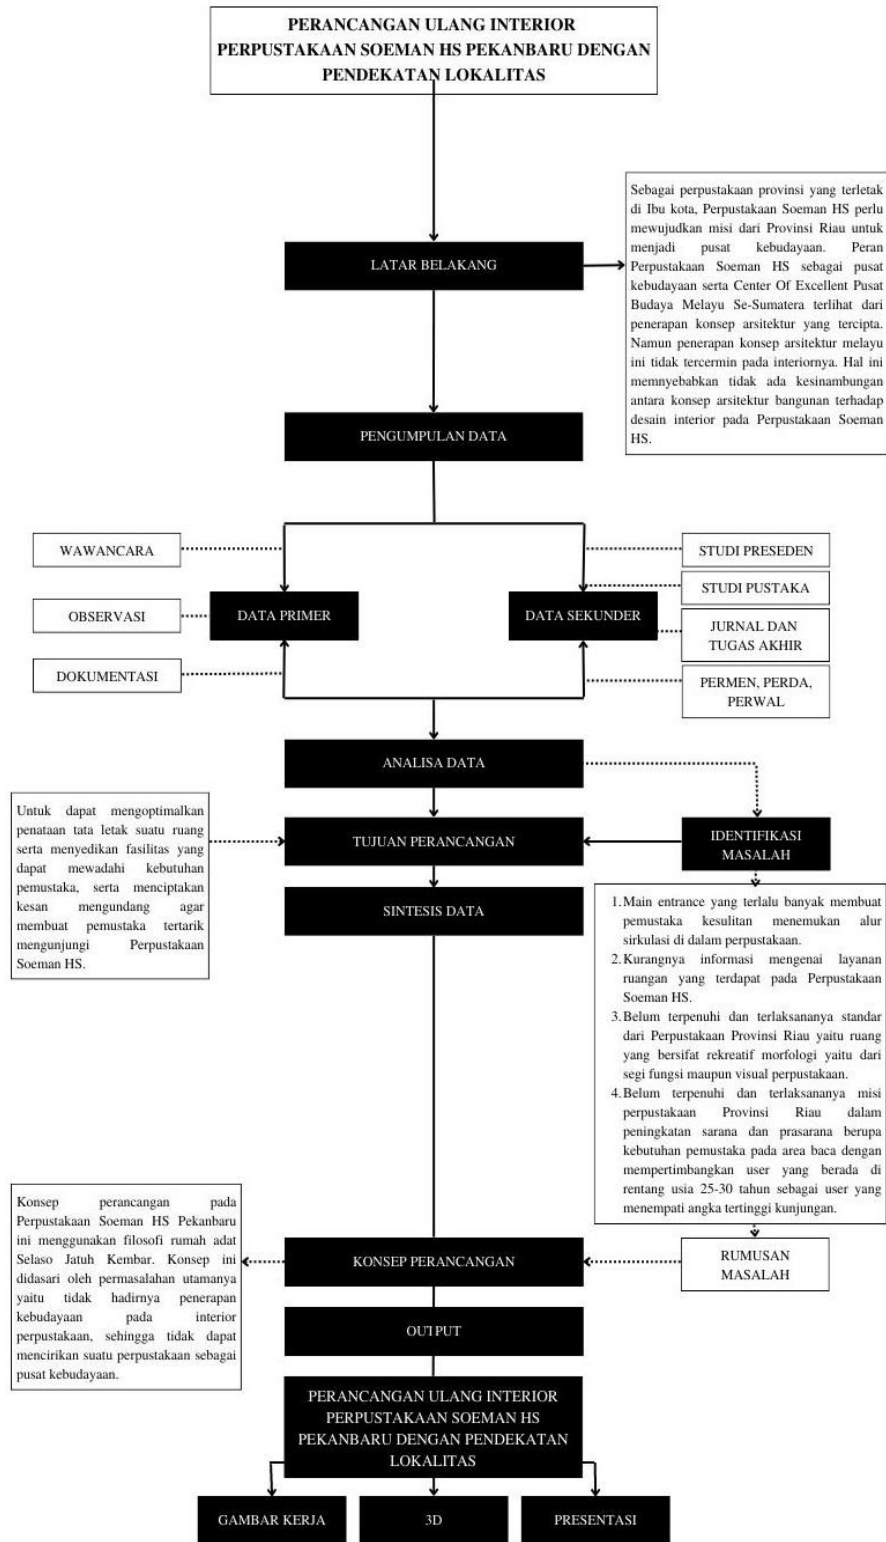 PERANCANGAN ULANG INTERIOR
PERPUSTAKAAN SOEMAN HS PEKANBARU DENGAN
PENDEKATAN LOKALITAS
LATAR BELAKANG
Sebagai perpustakaan provinsi yang terletak
di Ibu kota, Perpustakaan Soeman HS perlu
mewujudkan misi dari Provinsi Riau untuk
menjadi pusat kebudayaan. Peran
Perpustakaan Soeman HS sebagai pusat
kebudayaan serta Center Of Excellent Pusat
Budaya Melayu Se-Sumatera terlihat dari
penerapan konsep arsitektur yang tercipta.
Namun penerapan konsep arsitektur melayu
ini tidak tercermin pada interiornya. Hal ini
memnyebabkan tidak ada kesinambungan
antara konsep arsitektur bangunan terhadap
desain interior pada Perpustakaan Soeman
HS.
PENGUMPULAN DATA
WAWANCARA
OBSERVASI
DOKUMENTASI
DATA PRIMER
DATA SEKUNDER
STUDI PRESEDEN
STUDI PUSTAKA
JURNAL DAN
TUGAS AKHIR
PERMEN, PERDA,
PERWAL
ANALISA DATA
TUJUAN PERANCANGAN
IDENTIFIKASI
MASALAH
Untuk dapat mengoptimalkan
penataan tata letak suatu ruang
serta menyedikan fasilitas yang
dapat mewadahi kebutuhan
pemustaka, serta menciptakan
kesan mengundang agar
membuat pemustaka tertarik
mengunjungi Perpustakaan
Soeman HS.
SINTESIS DATA
1. Main entrance yang terlalu banyak membuat
pemustaka kesulitan menemukan alur
sirkulasi di dalam perpustakaan.
2. Kurangnya informasi mengenai layanan
ruangan yang terdapat pada Perpustakaan
Soeman HS.
3. Belum terpenuhi dan terlaksananya standar
dari Perpustakaan Provinsi Riau yaitu ruang
yang bersifat rekreatif morfologi yaitu dari
segi fungsi maupun visual perpustakaan.
4. Belum terpenuhi dan terlaksananya misi
perpustakaan Provinsi Riau dalam
peningkatan sarana dan prasarana berupa
kebutuhan pemustaka pada area baca dengan
mempertimbangkan user yang berada di
rentang usia 25-30 tahun sebagai user yang
menempati angka tertinggi kunjungan.
RUMUSAN
MASALAH
KONSEP PERANCANGAN
Konsep perancangan pada
Perpustakaan Soeman HS Pekanbaru
ini menggunakan filosofi rumah adat
Selaso Jatuh Kembar. Konsep ini
didasari oleh permasalahan utamanya
yaitu tidak hadirnya penerapan
kebudayaan pada interior
perpustakaan, sehingga tidak dapat
mencirikan suatu perpustakaan sebagai
pusat kebudayaan.
OUTPUT
PERANCANGAN ULANG INTERIOR
PERPUSTAKAAN SOEMAN HS
PEKANBARU DENGAN PENDEKATAN
LOKALITAS
GAMBAR KERJA
3D
PRESENTASI